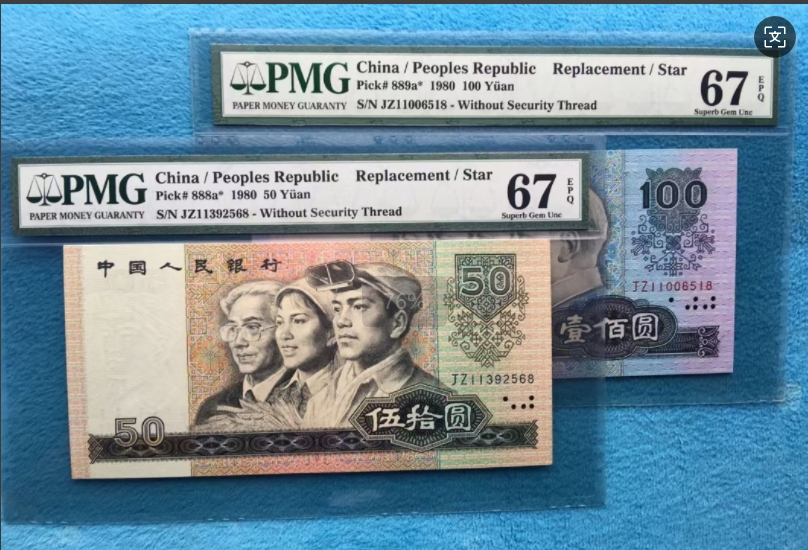 PMG China / Peoples Republic Replacement / Star 67 EPQ
PAPER MONEY GUARANTY Pick# 889a* 1980 100 Yüan
S/N JZ11006518 - Without Security Thread Superb Gem Unc
PMG China / Peoples Republic Replacement / Star 67 EPQ
PAPER MONEY GUARANTY Pick# 888a* 1980 50 Yüan
S/N JZ11392568 - Without Security Thread Superb Gem Unc
100
JZ11006518
壹佰圆
中国人民银行
50
JZ11392568
50
伍拾圆